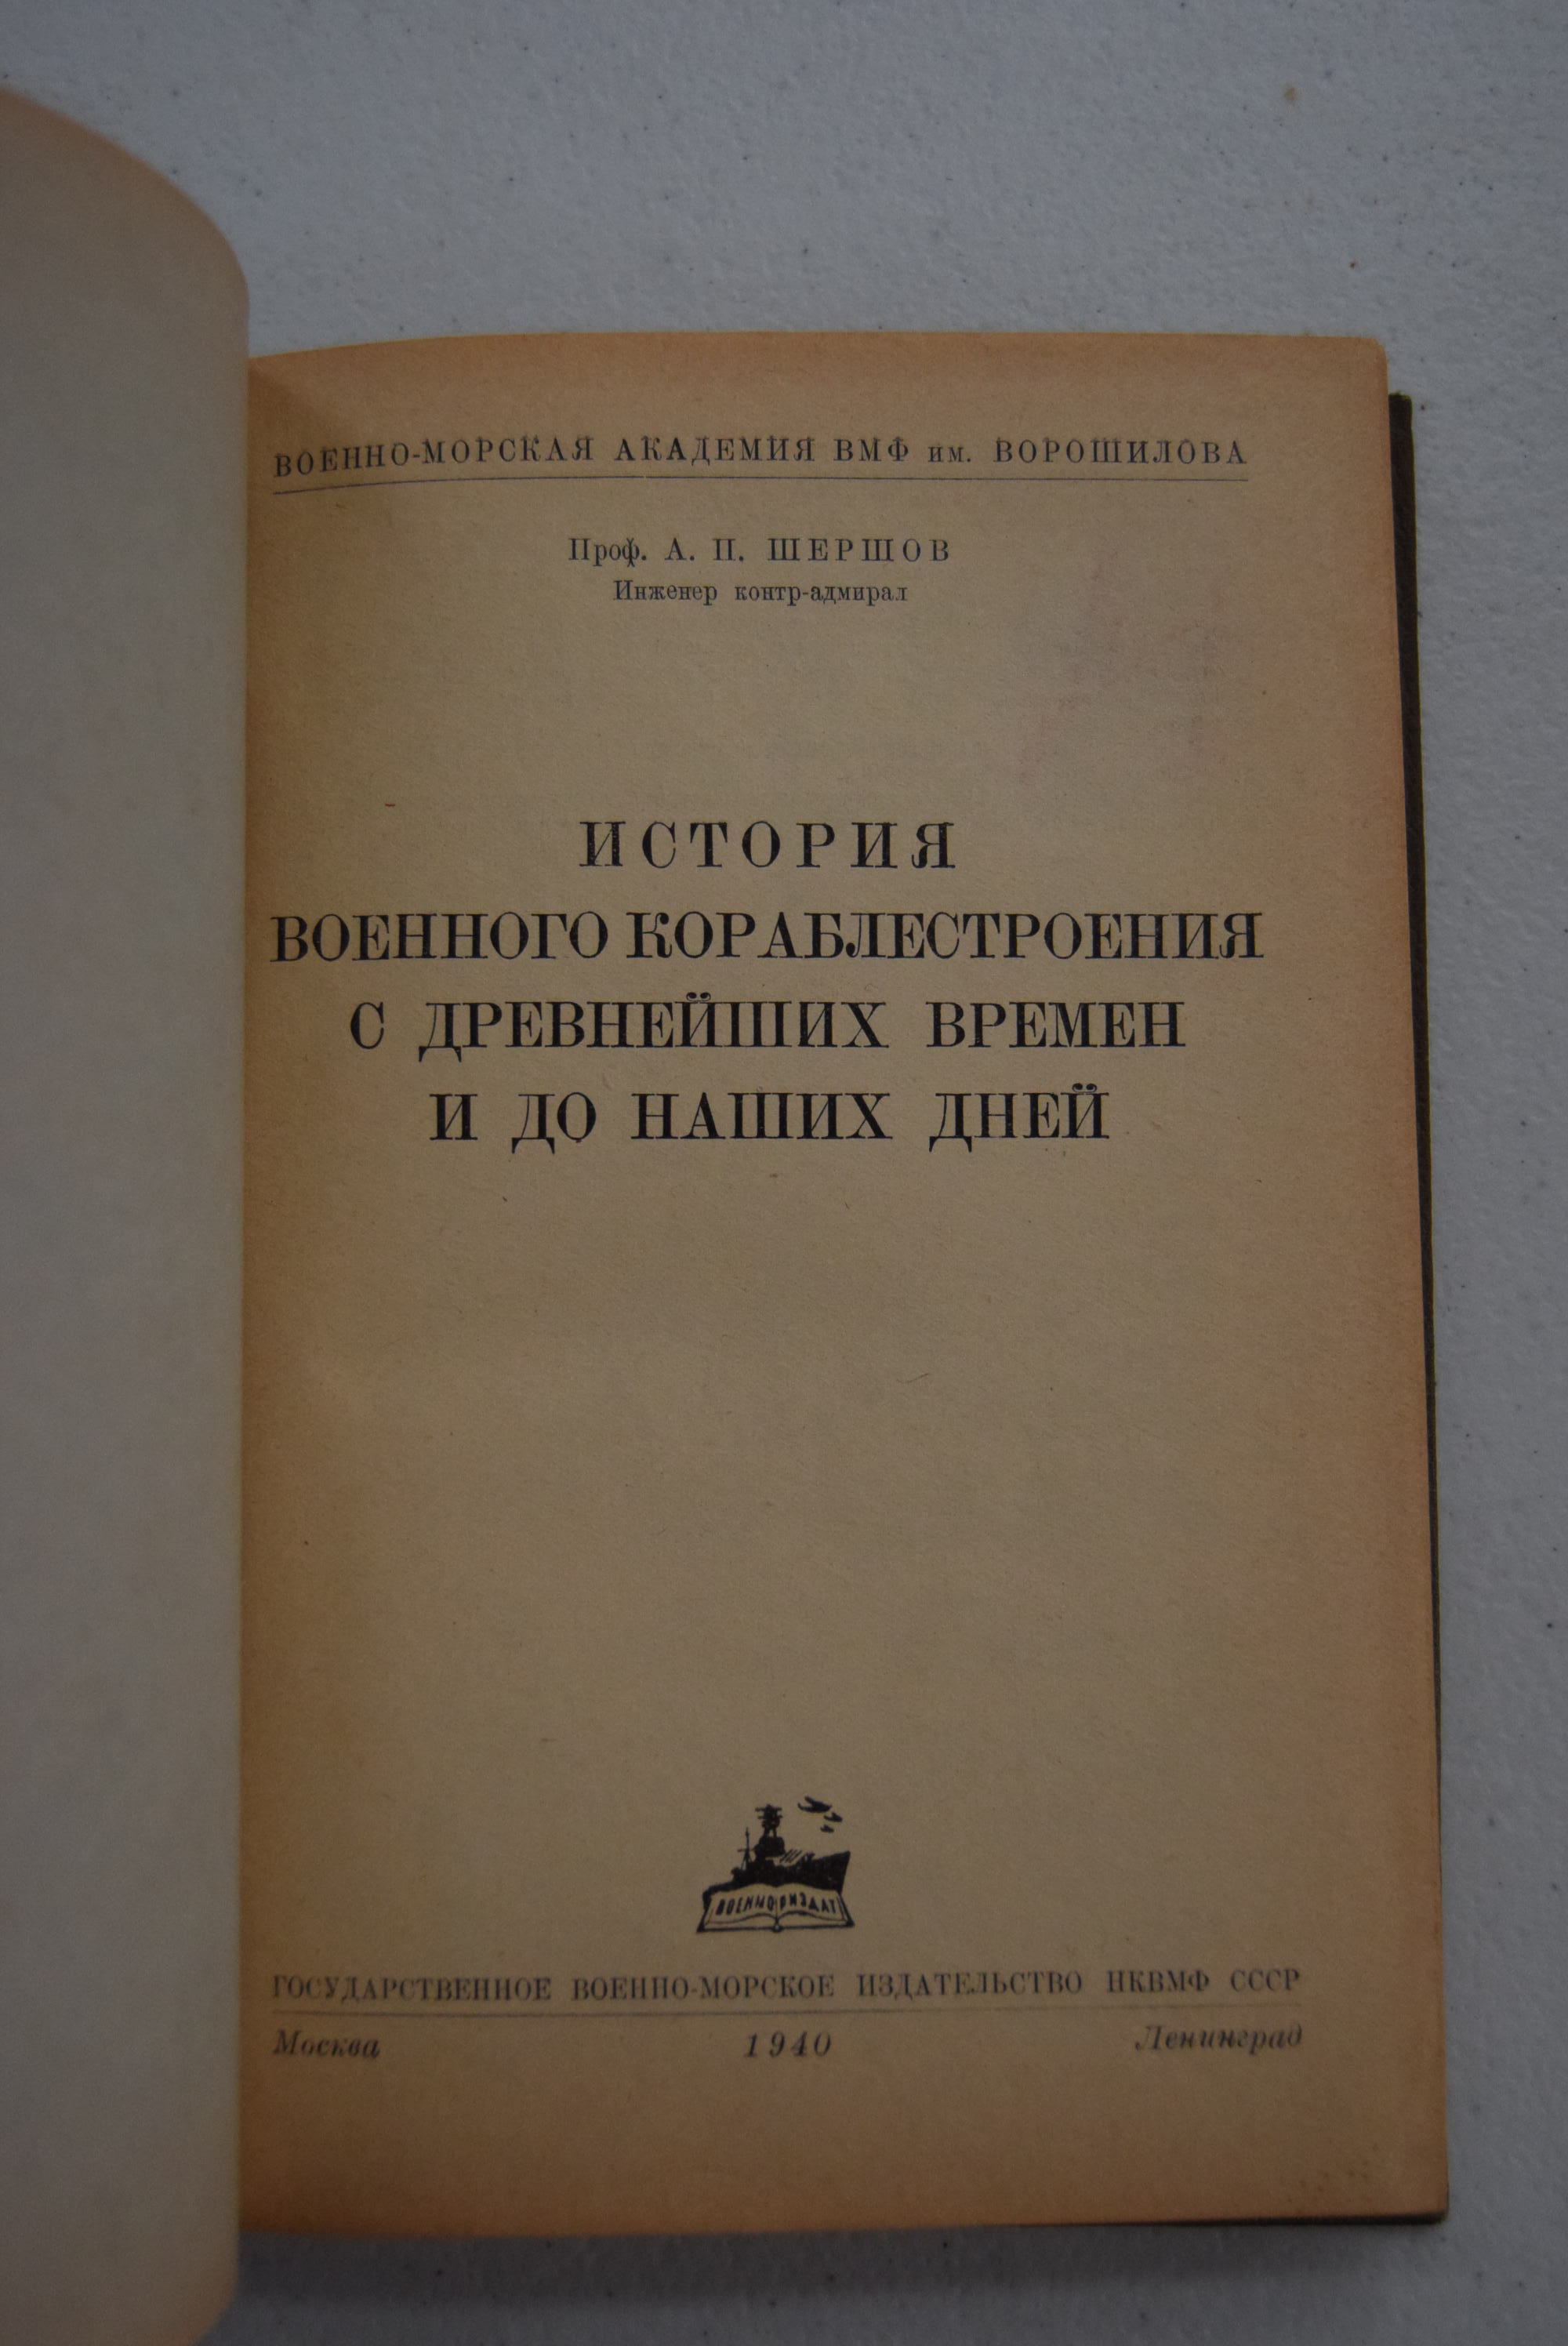 ВОЕННО-МОРСКАЯ АКАДЕМИЯ ВМФ им. ВОРОШИЛОВА
Проф. А. П. ШЕРШОВ
Инженер контр-адмирал
ИСТОРИЯ
ВОЕННОГО КОРАБЛЕСТРОЕНИЯ
С ДРЕВНЕЙШИХ ВРЕМЕН
И ДО НАШИХ ДНЕЙ
ВОЕНМОРИЗДАТ
ГОСУДАРСТВЕННОЕ ВОЕННО-МОРСКОЕ ИЗДАТЕЛЬСТВО НКВМФ СССР
Москва 1940 Ленинград